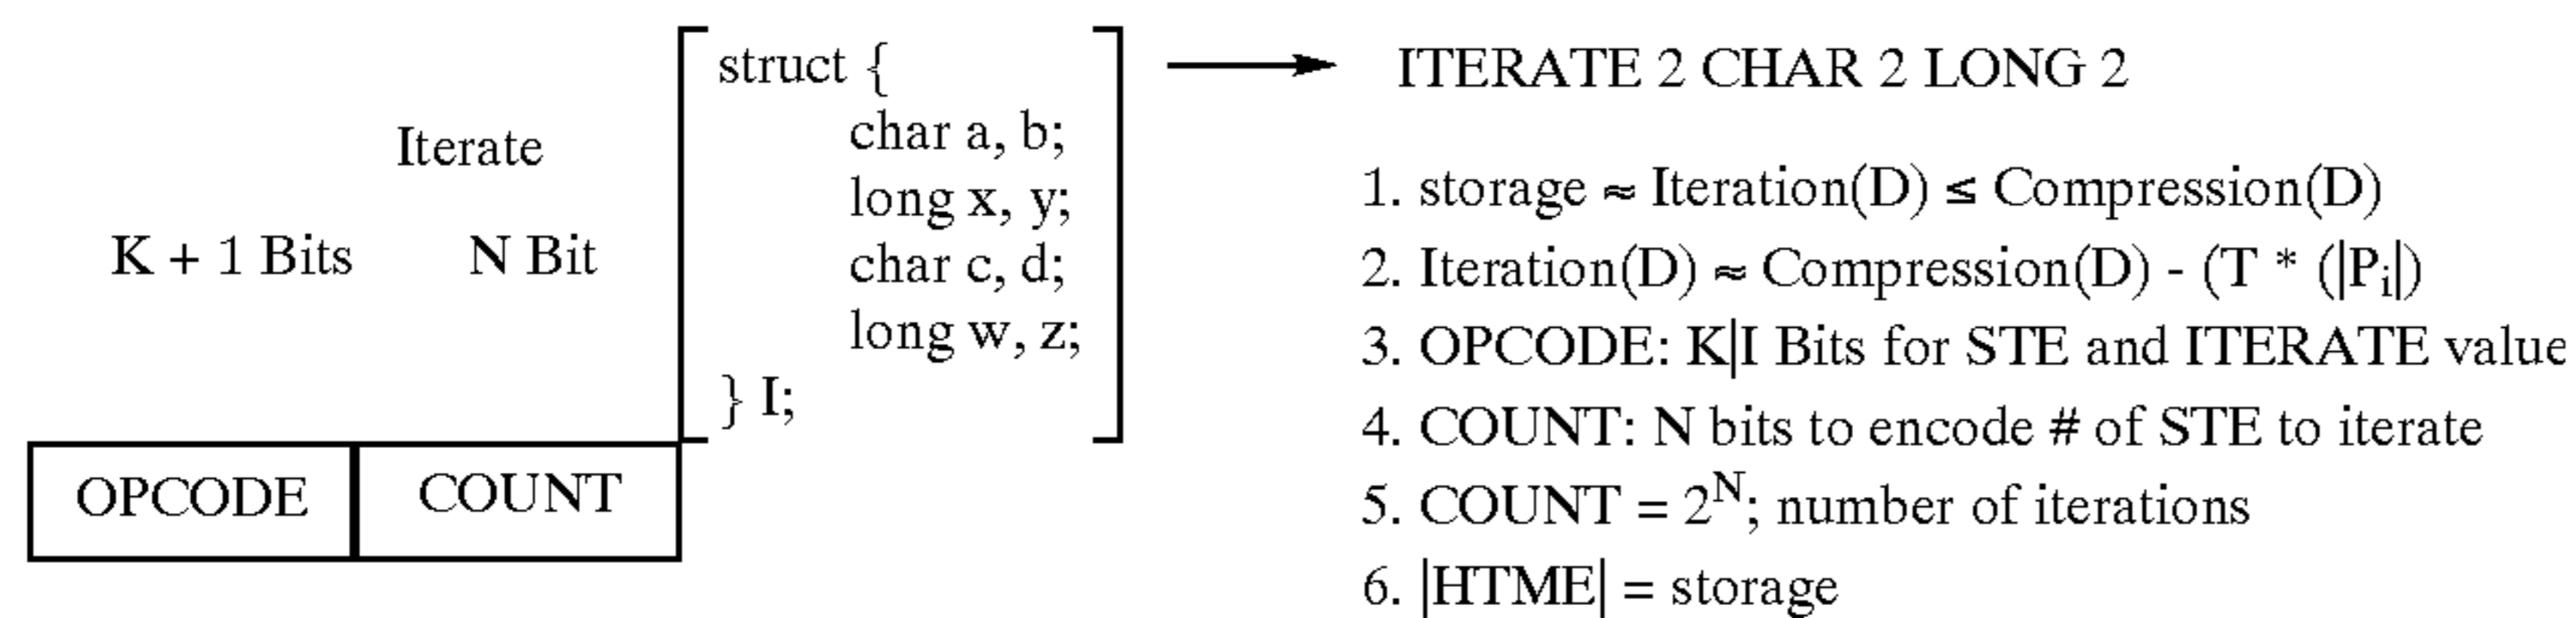 Iterate
K + 1 Bits N Bit
OPCODE COUNT
struct {
char a, b;
long x, y;
char c, d;
long w, z;
} I;
ITERATE 2 CHAR 2 LONG 2
1. storage ≈ Iteration(D) ≤ Compression(D)
2. Iteration(D) ≈ Compression(D) - (T * (|Pᵢ|)
3. OPCODE: K|I Bits for STE and ITERATE value
4. COUNT: N bits to encode # of STE to iterate
5. COUNT = 2ᴺ; number of iterations
6. |HTME| = storage